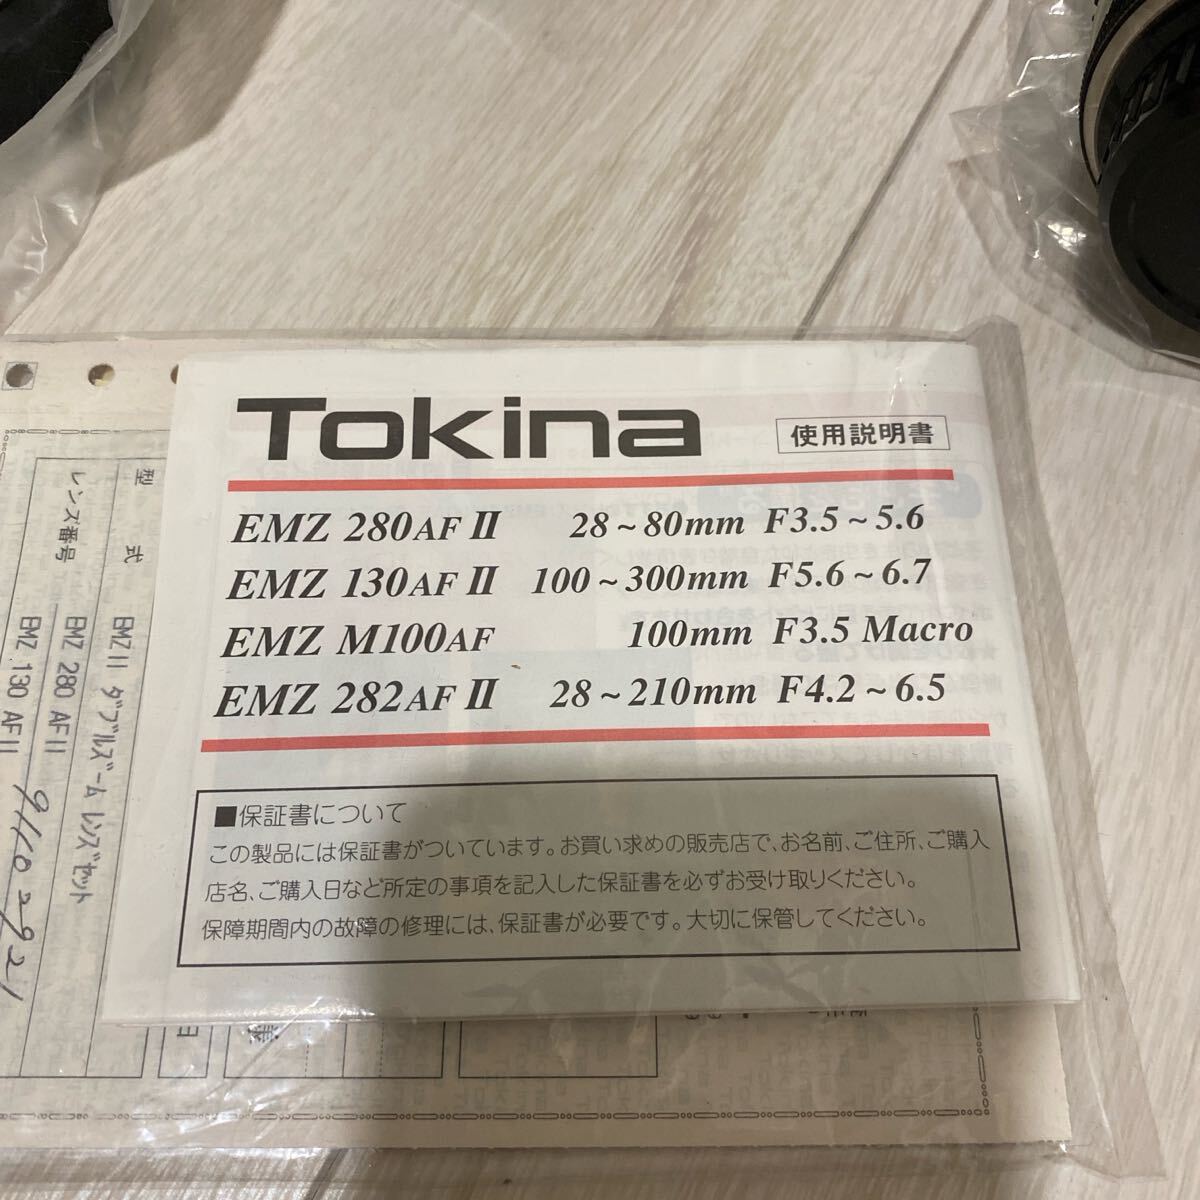 Tokina
使用説明書
EMZ 280AF II 28~80mm F3.5~5.6
EMZ 130AF II 100~300mm F5.6~6.7
EMZ M100AF 100mm F3.5 Macro
EMZ 282AF II 28~210mm F4.2~6.5
■保証書について
この製品には保証書がついています。お買い求めの販売店で、お名前、ご住所、ご購入
店名、ご購入日など所定の事項を記入した保証書を必ずお受け取りください。
保障期間内の故障の修理には、保証書が必要です。大切に保管してください。
型式
EMZII ダブルズーム レンズセット
レンズ番号
EMZ 280 AFII
EMZ 130 AFII
91102921
日